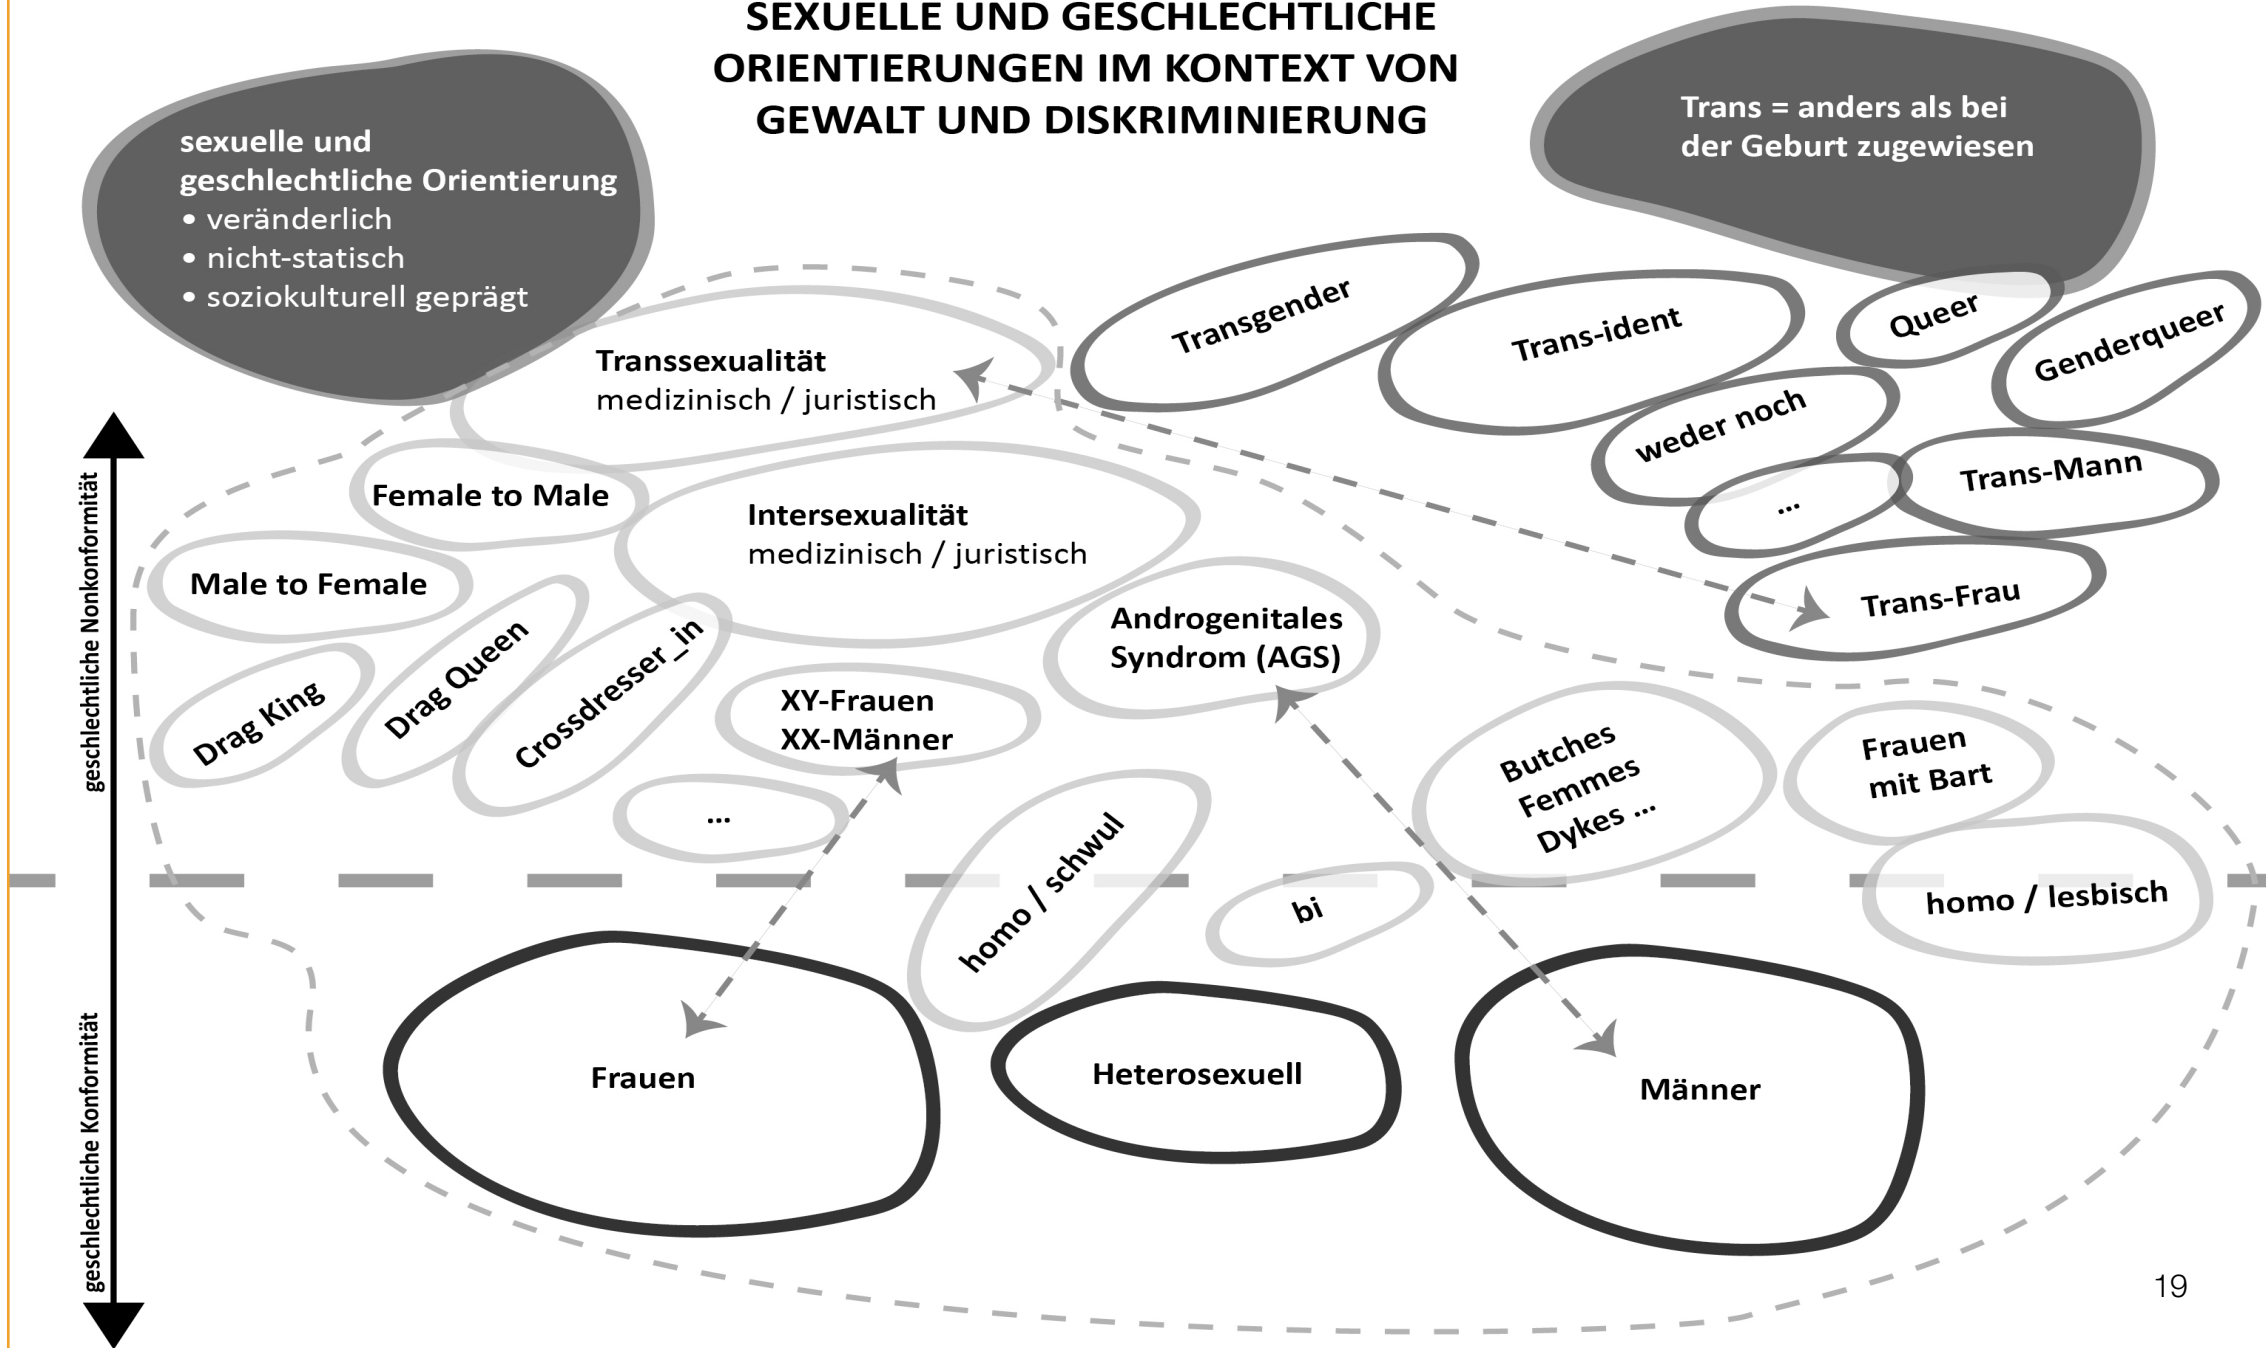 SEXUELLE UND GESCHLECHTLICHE
ORIENTIERUNGEN IM KONTEXT VON
GEWALT UND DISKRIMINIERUNG
sexuelle und
geschlechtliche Orientierung
• veränderlich
• nicht-statisch
• soziokulturell geprägt
Trans = anders als bei
der Geburt zugewiesen
Transgender
Trans-ident
Queer
Genderqueer
Transsexualität
medizinisch / juristisch
weder noch
Trans-Mann
...
Trans-Frau
geschlechtliche Nonkonformität
Female to Male
Intersexualität
medizinisch / juristisch
Male to Female
Androgenitales
Syndrom (AGS)
Drag King
Drag Queen
Crossdresser_in
XY-Frauen
XX-Männer
...
Butches
Femmes
Dykes ...
Frauen
mit Bart
homo / schwul
bi
homo / lesbisch
geschlechtliche Konformität
Frauen
Heterosexuell
Männer
19